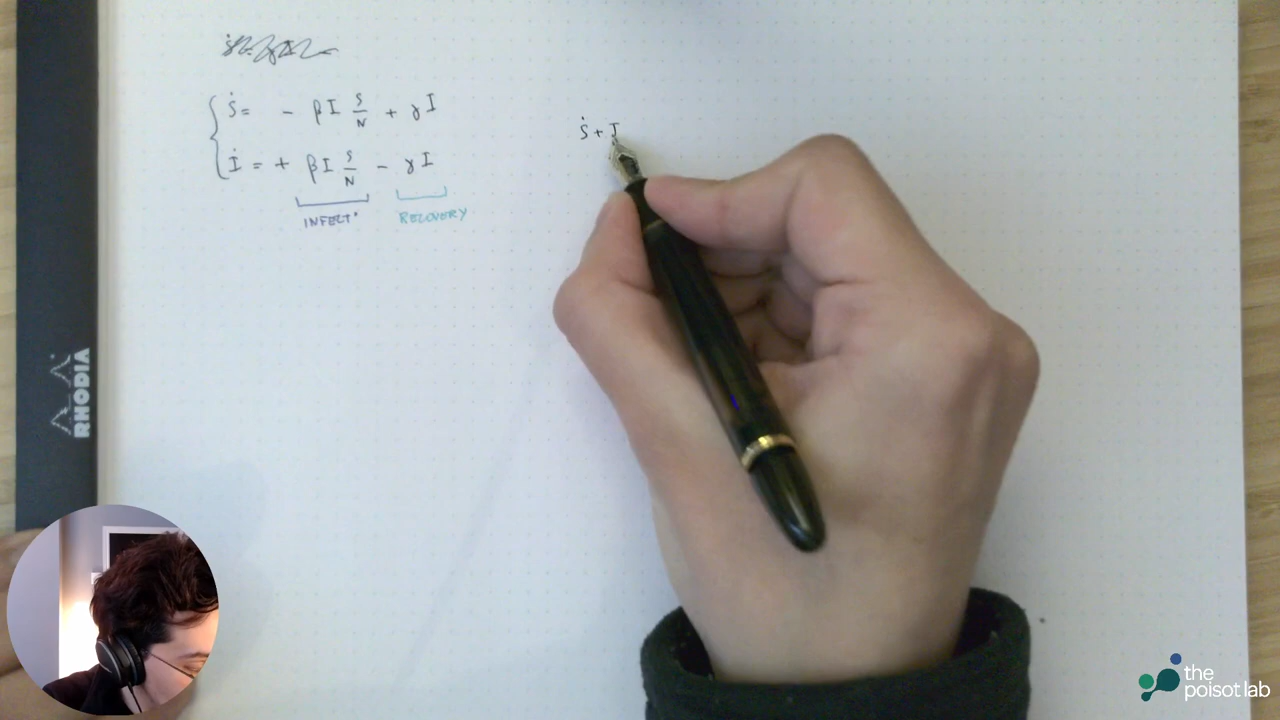 Ṡ = - βI S/N + γI
İ = + βI S/N - γI
INFECT°
RECOVERY
Ṡ + I
RHODIA
the
poisot lab